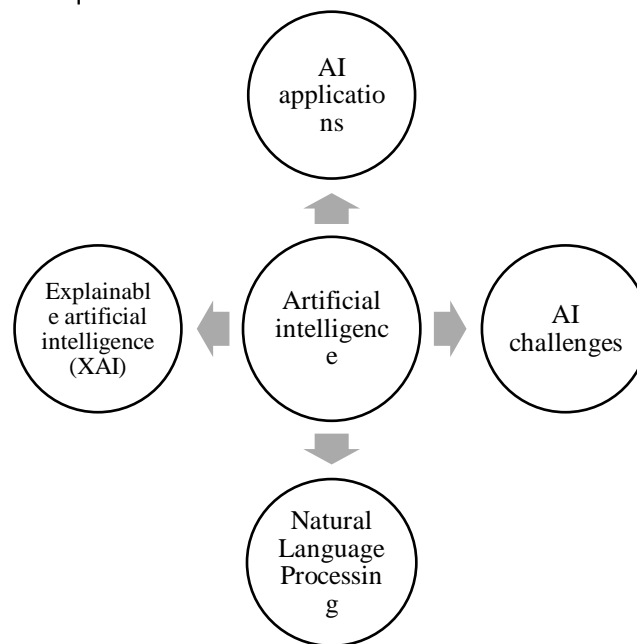 AI
applicatio
ns
Explainabl
e artificial
intelligence
(XAI)
Artificial
intelligenc
e
AI
challenges
Natural
Language
Processin
g